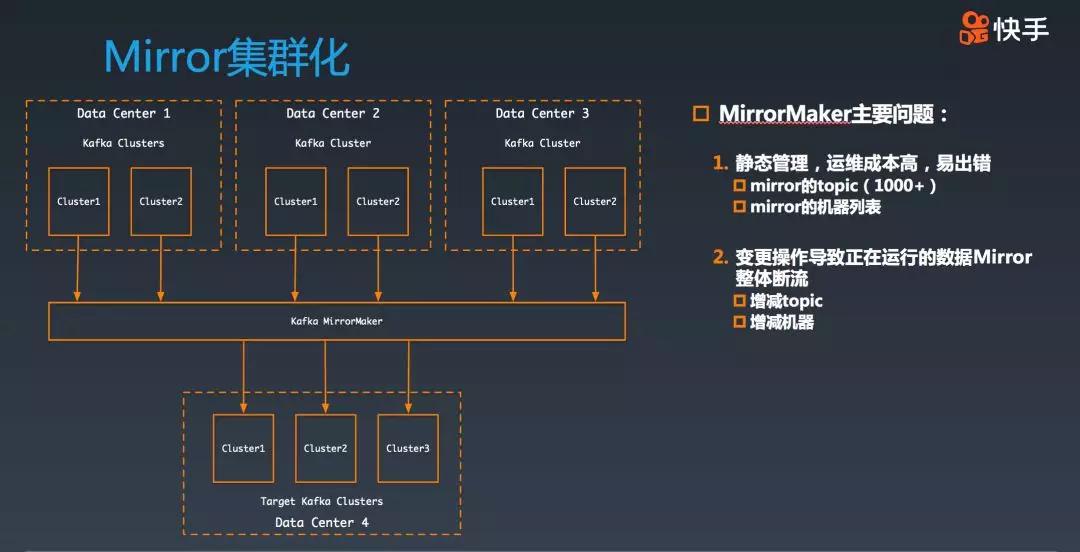 快手
Mirror集群化
Data Center 1
Kafka Clusters
Cluster1
Cluster2
Data Center 2
Kafka Cluster
Cluster1
Cluster2
Data Center 3
Kafka Cluster
Cluster1
Cluster2
Kafka MirrorMaker
Cluster1
Cluster2
Cluster3
Target Kafka Clusters
Data Center 4
MirrorMaker主要问题：
1. 静态管理，运维成本高，易出错
mirror的topic（1000+）
mirror的机器列表
2. 变更操作导致正在运行的数据Mirror
整体断流
增减topic
增减机器